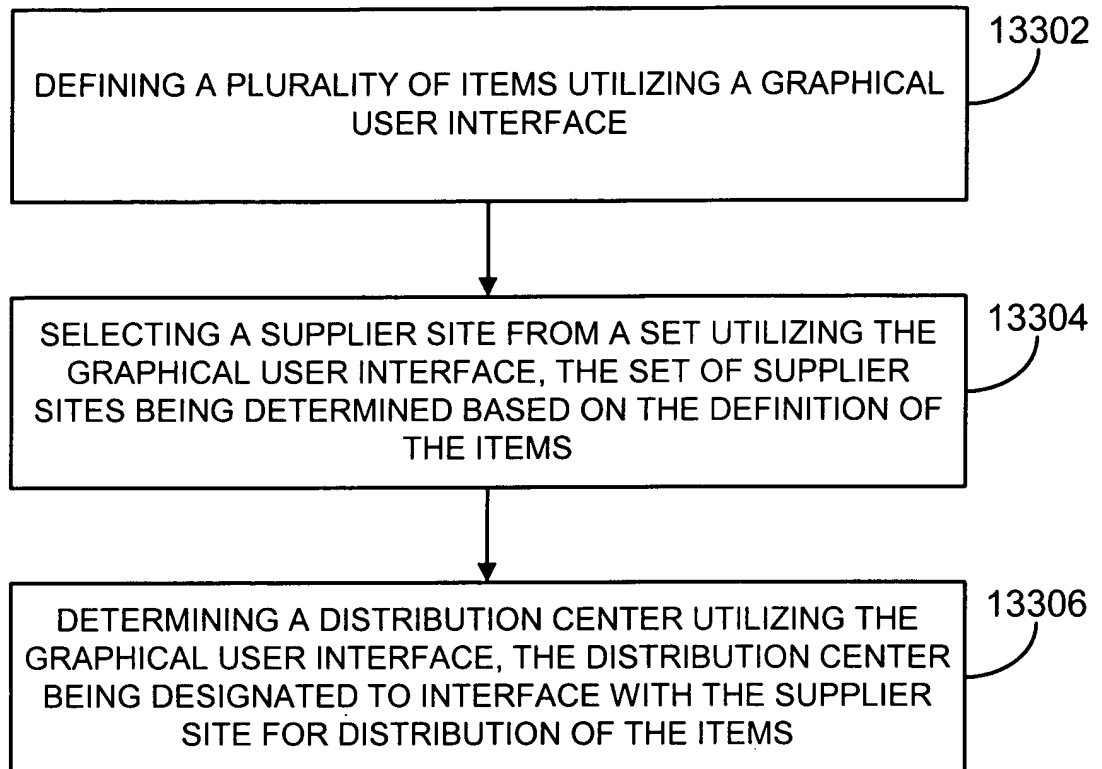 13302
DEFINING A PLURALITY OF ITEMS UTILIZING A GRAPHICAL
USER INTERFACE
13304
SELECTING A SUPPLIER SITE FROM A SET UTILIZING THE
GRAPHICAL USER INTERFACE, THE SET OF SUPPLIER
SITES BEING DETERMINED BASED ON THE DEFINITION OF
THE ITEMS
13306
DETERMINING A DISTRIBUTION CENTER UTILIZING THE
GRAPHICAL USER INTERFACE, THE DISTRIBUTION CENTER
BEING DESIGNATED TO INTERFACE WITH THE SUPPLIER
SITE FOR DISTRIBUTION OF THE ITEMS